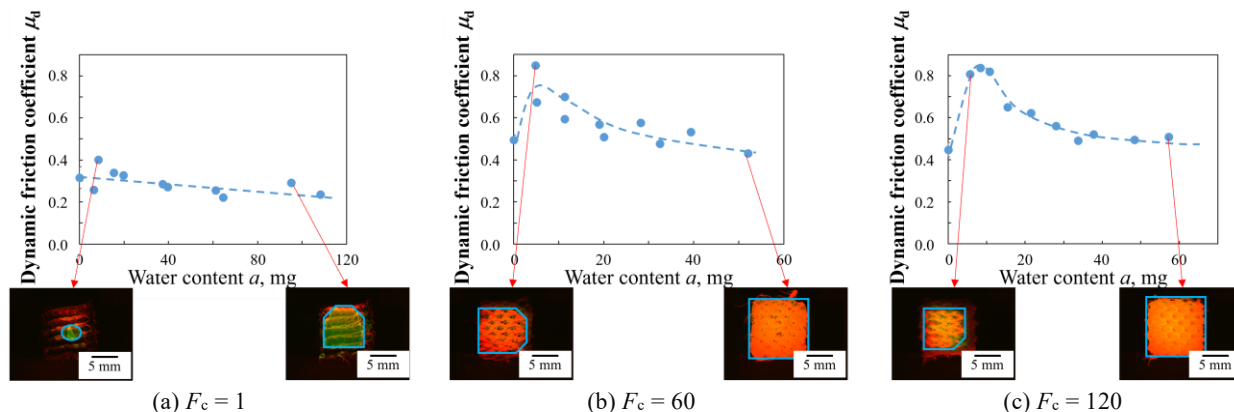 Dynamic friction coefficient μd
0.8
0.6
0.4
0.2
0.0
0 40 80 120
Water content a, mg
5 mm
5 mm
(a) Fc = 1
Dynamic friction coefficient μd
0.8
0.6
0.4
0.2
0.0
0 20 40 60
Water content a, mg
5 mm
5 mm
(b) Fc = 60
Dynamic friction coefficient μd
0.8
0.6
0.4
0.2
0.0
0 20 40 60
Water content a, mg
5 mm
5 mm
(c) Fc = 120